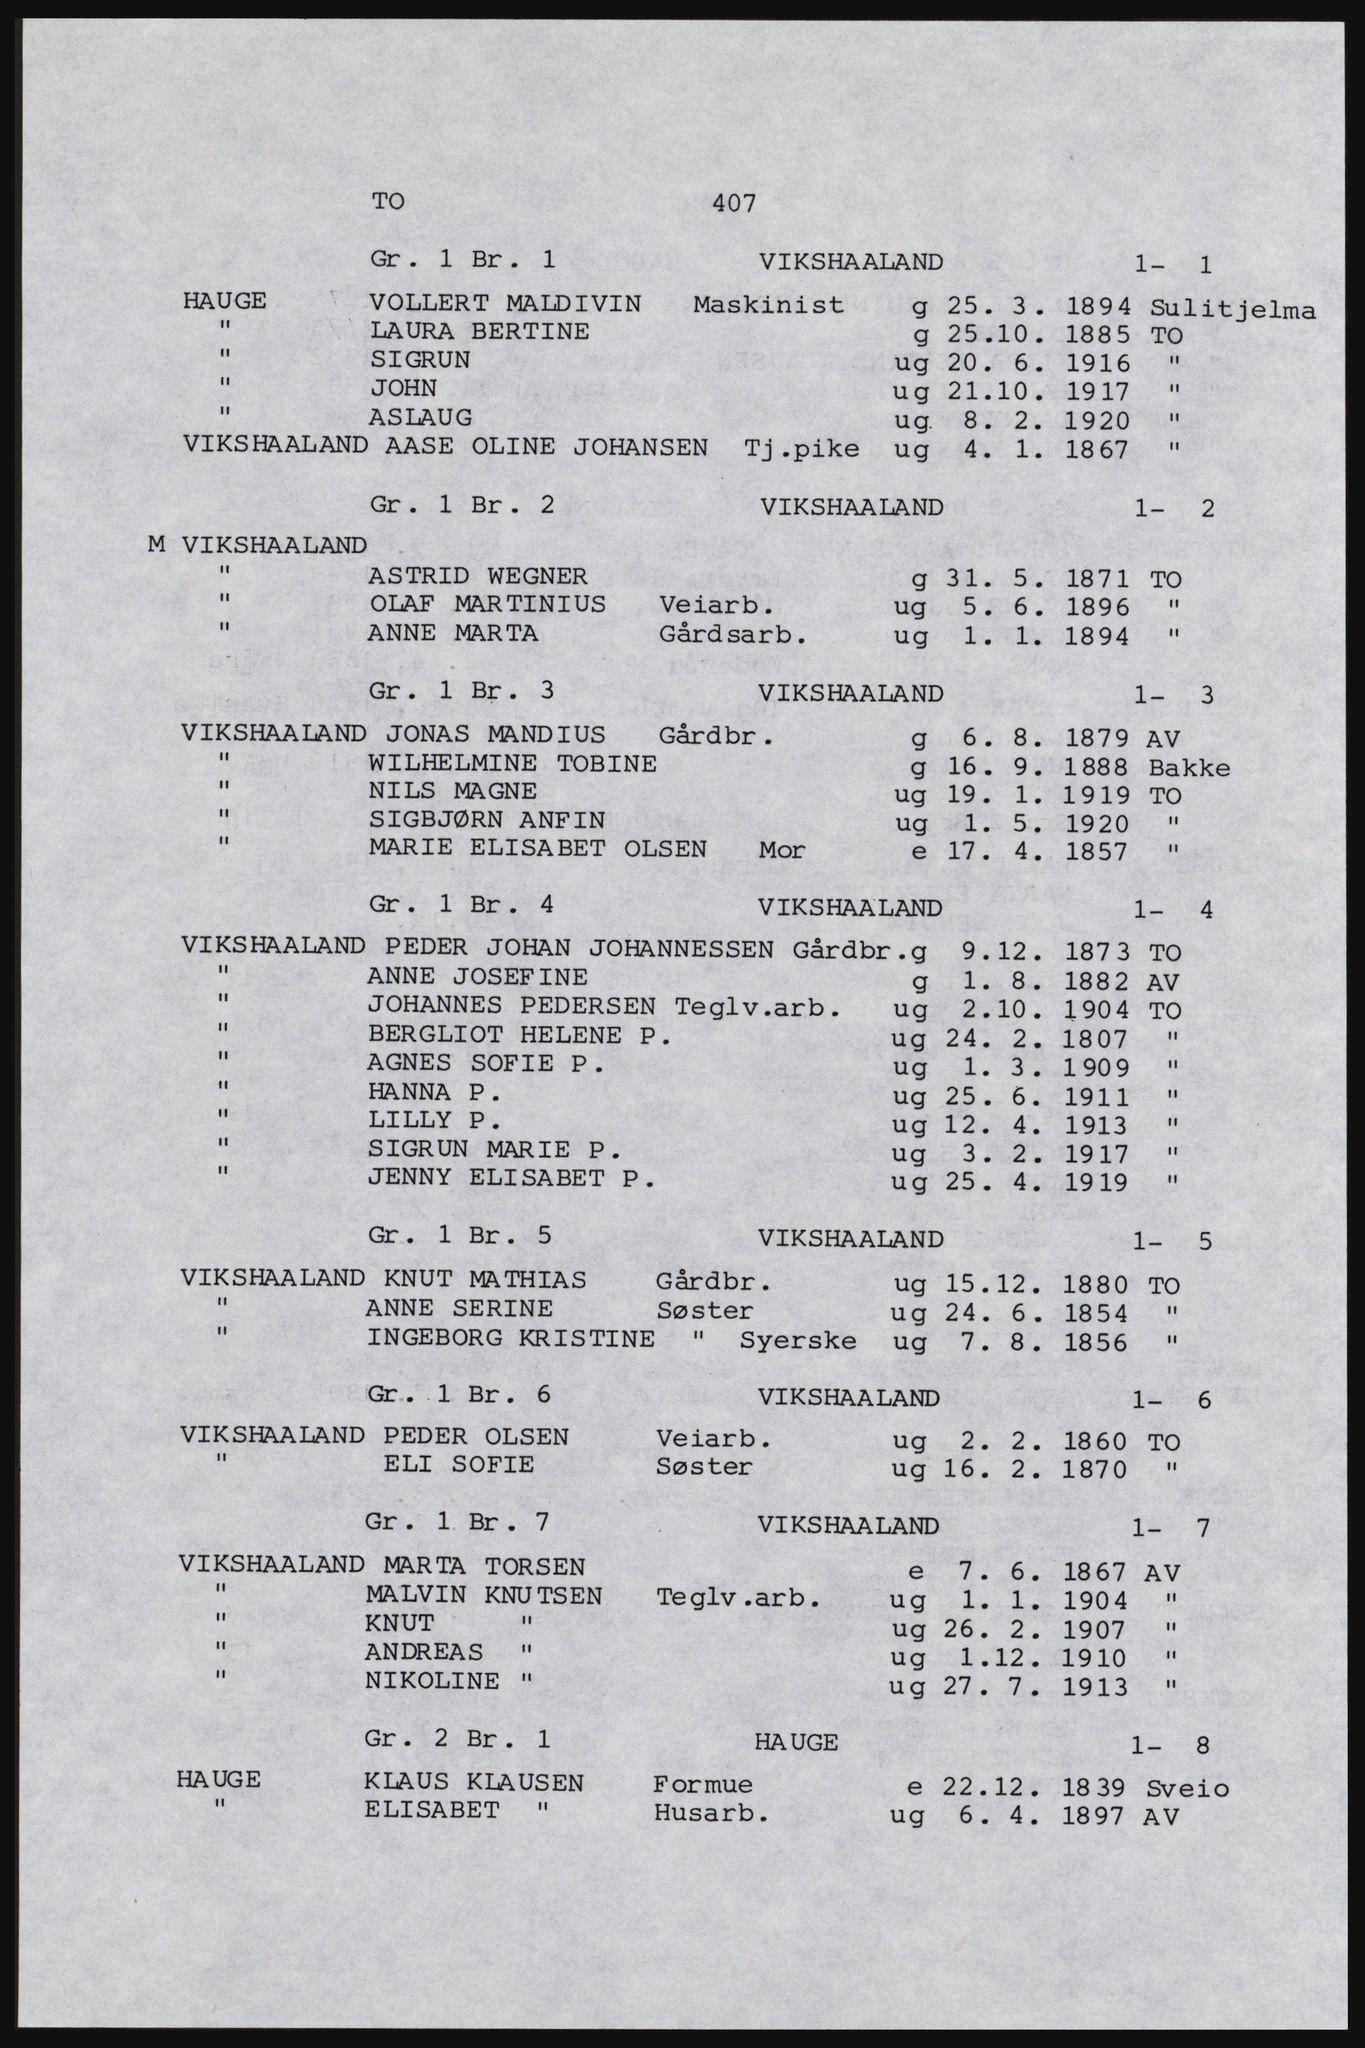 TO 407
Gr. 1 Br. 1 VIKSHAALAND 1- 1
HAUGE VOLLERT MALDIVIN Maskinist g 25. 3. 1894 Sulitjelma
" LAURA BERTINE g 25.10. 1885 TO
" SIGRUN ug 20. 6. 1916 "
" JOHN ug 21.10. 1917 "
" ASLAUG ug 8. 2. 1920 "
VIKSHAALAND AASE OLINE JOHANSEN Tj.pike ug 4. 1. 1867 "
Gr. 1 Br. 2 VIKSHAALAND 1- 2
M VIKSHAALAND
" ASTRID WEGNER g 31. 5. 1871 TO
" OLAF MARTINIUS Veiarb. ug 5. 6. 1896 "
" ANNE MARTA Gårdsarb. ug 1. 1. 1894 "
Gr. 1 Br. 3 VIKSHAALAND 1- 3
VIKSHAALAND JONAS MANDIUS Gårdbr. g 6. 8. 1879 AV
" WILHELMINE TOBINE g 16. 9. 1888 Bakke
" NILS MAGNE ug 19. 1. 1919 TO
" SIGBJØRN ANFIN ug 1. 5. 1920 "
" MARIE ELISABET OLSEN Mor e 17. 4. 1857 "
Gr. 1 Br. 4 VIKSHAALAND 1- 4
VIKSHAALAND PEDER JOHAN JOHANNESSEN Gårdbr.g 9.12. 1873 TO
" ANNE JOSEFINE g 1. 8. 1882 AV
" JOHANNES PEDERSEN Teglv.arb. ug 2.10. 1904 TO
" BERGLIOT HELENE P. ug 24. 2. 1807 "
" AGNES SOFIE P. ug 1. 3. 1909 "
" HANNA P. ug 25. 6. 1911 "
" LILLY P. ug 12. 4. 1913 "
" SIGRUN MARIE P. ug 3. 2. 1917 "
" JENNY ELISABET P. ug 25. 4. 1919 "
Gr. 1 Br. 5 VIKSHAALAND 1- 5
VIKSHAALAND KNUT MATHIAS Gårdbr. ug 15.12. 1880 TO
" ANNE SERINE Søster ug 24. 6. 1854 "
" INGEBORG KRISTINE " Syerske ug 7. 8. 1856 "
Gr. 1 Br. 6 VIKSHAALAND 1- 6
VIKSHAALAND PEDER OLSEN Veiarb. ug 2. 2. 1860 TO
" ELI SOFIE Søster ug 16. 2. 1870 "
Gr. 1 Br. 7 VIKSHAALAND 1- 7
VIKSHAALAND MARTA TORSEN e 7. 6. 1867 AV
" MALVIN KNUTSEN Teglv.arb. ug 1. 1. 1904 "
" KNUT " ug 26. 2. 1907 "
" ANDREAS " ug 1.12. 1910 "
" NIKOLINE " ug 27. 7. 1913 "
Gr. 2 Br. 1 HAUGE 1- 8
HAUGE KLAUS KLAUSEN Formue e 22.12. 1839 Sveio
" ELISABET " Husarb. ug 6. 4. 1897 AV